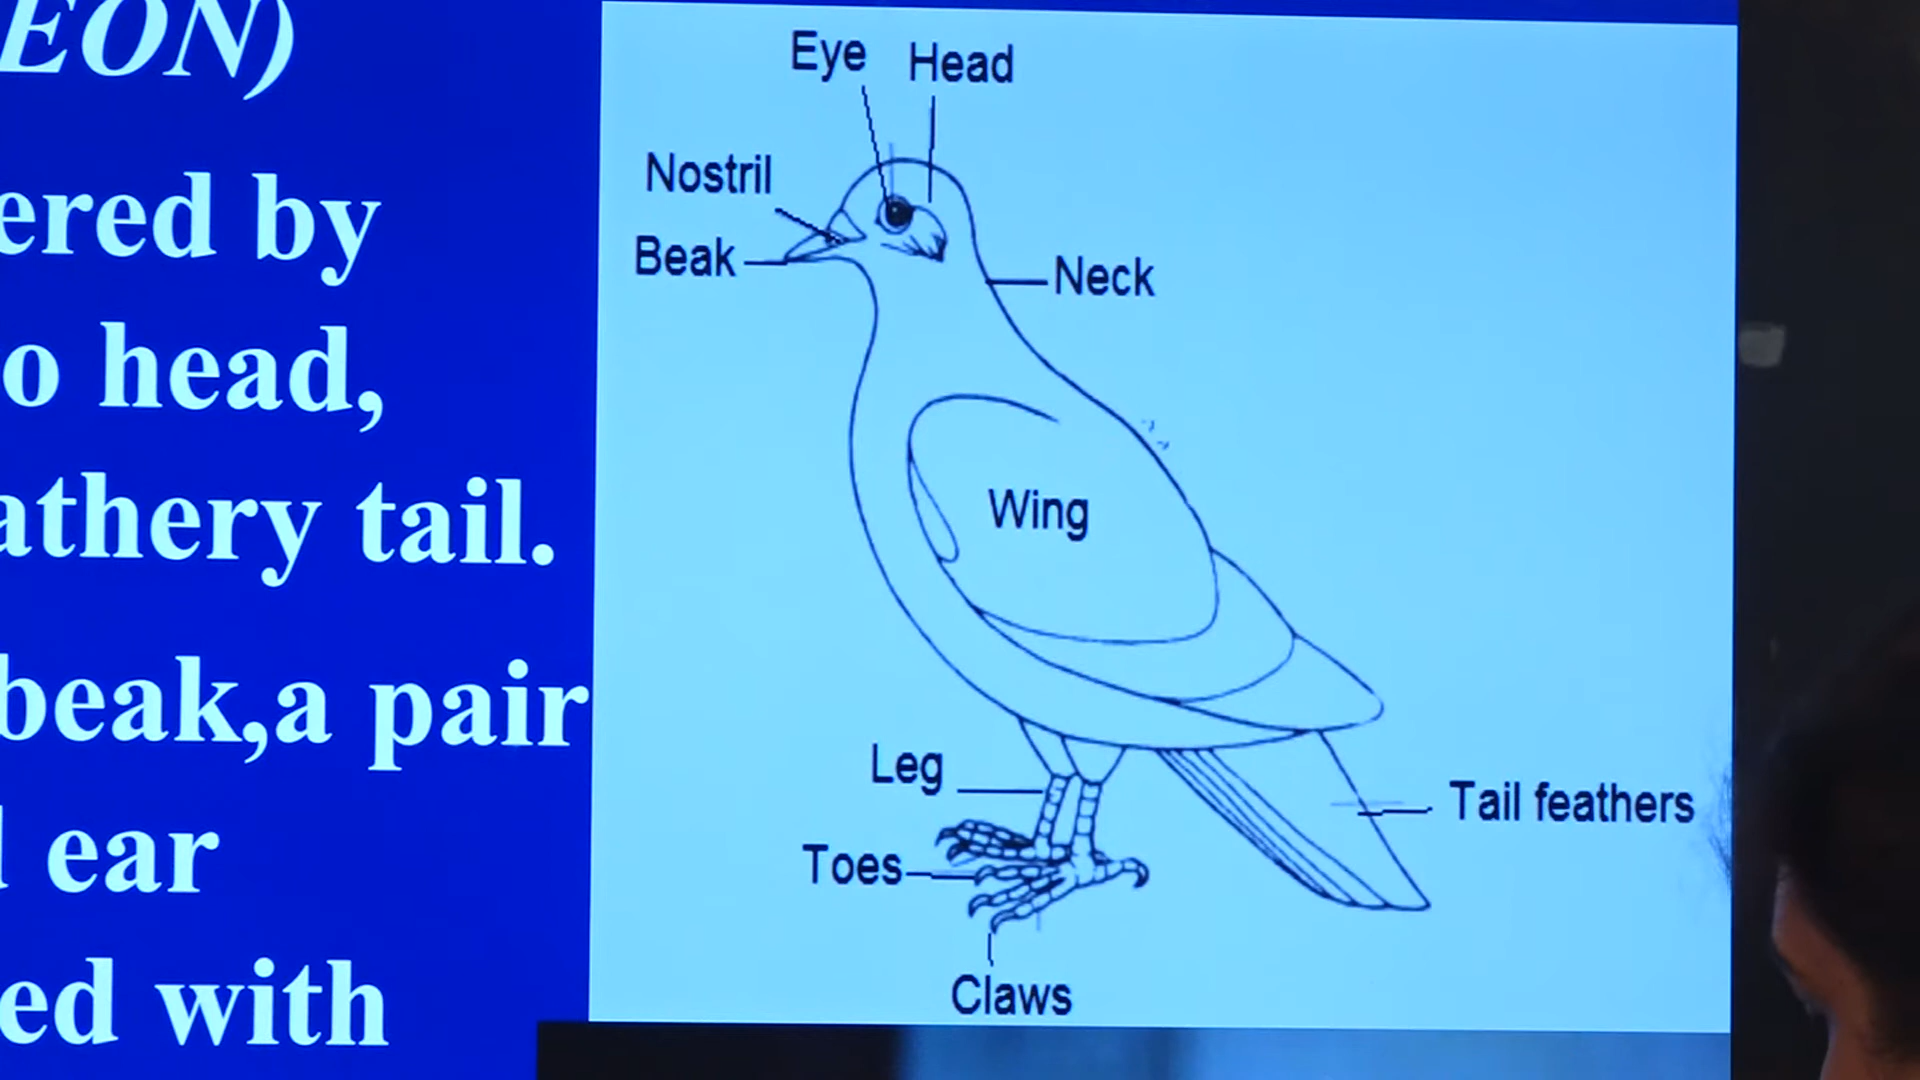 EON)
ered by
o head,
athery tail.
beak,a pair
ear
ed with
Eye
Head
Nostril
Beak
Neck
Wing
Leg
Toes
Tail feathers
Claws